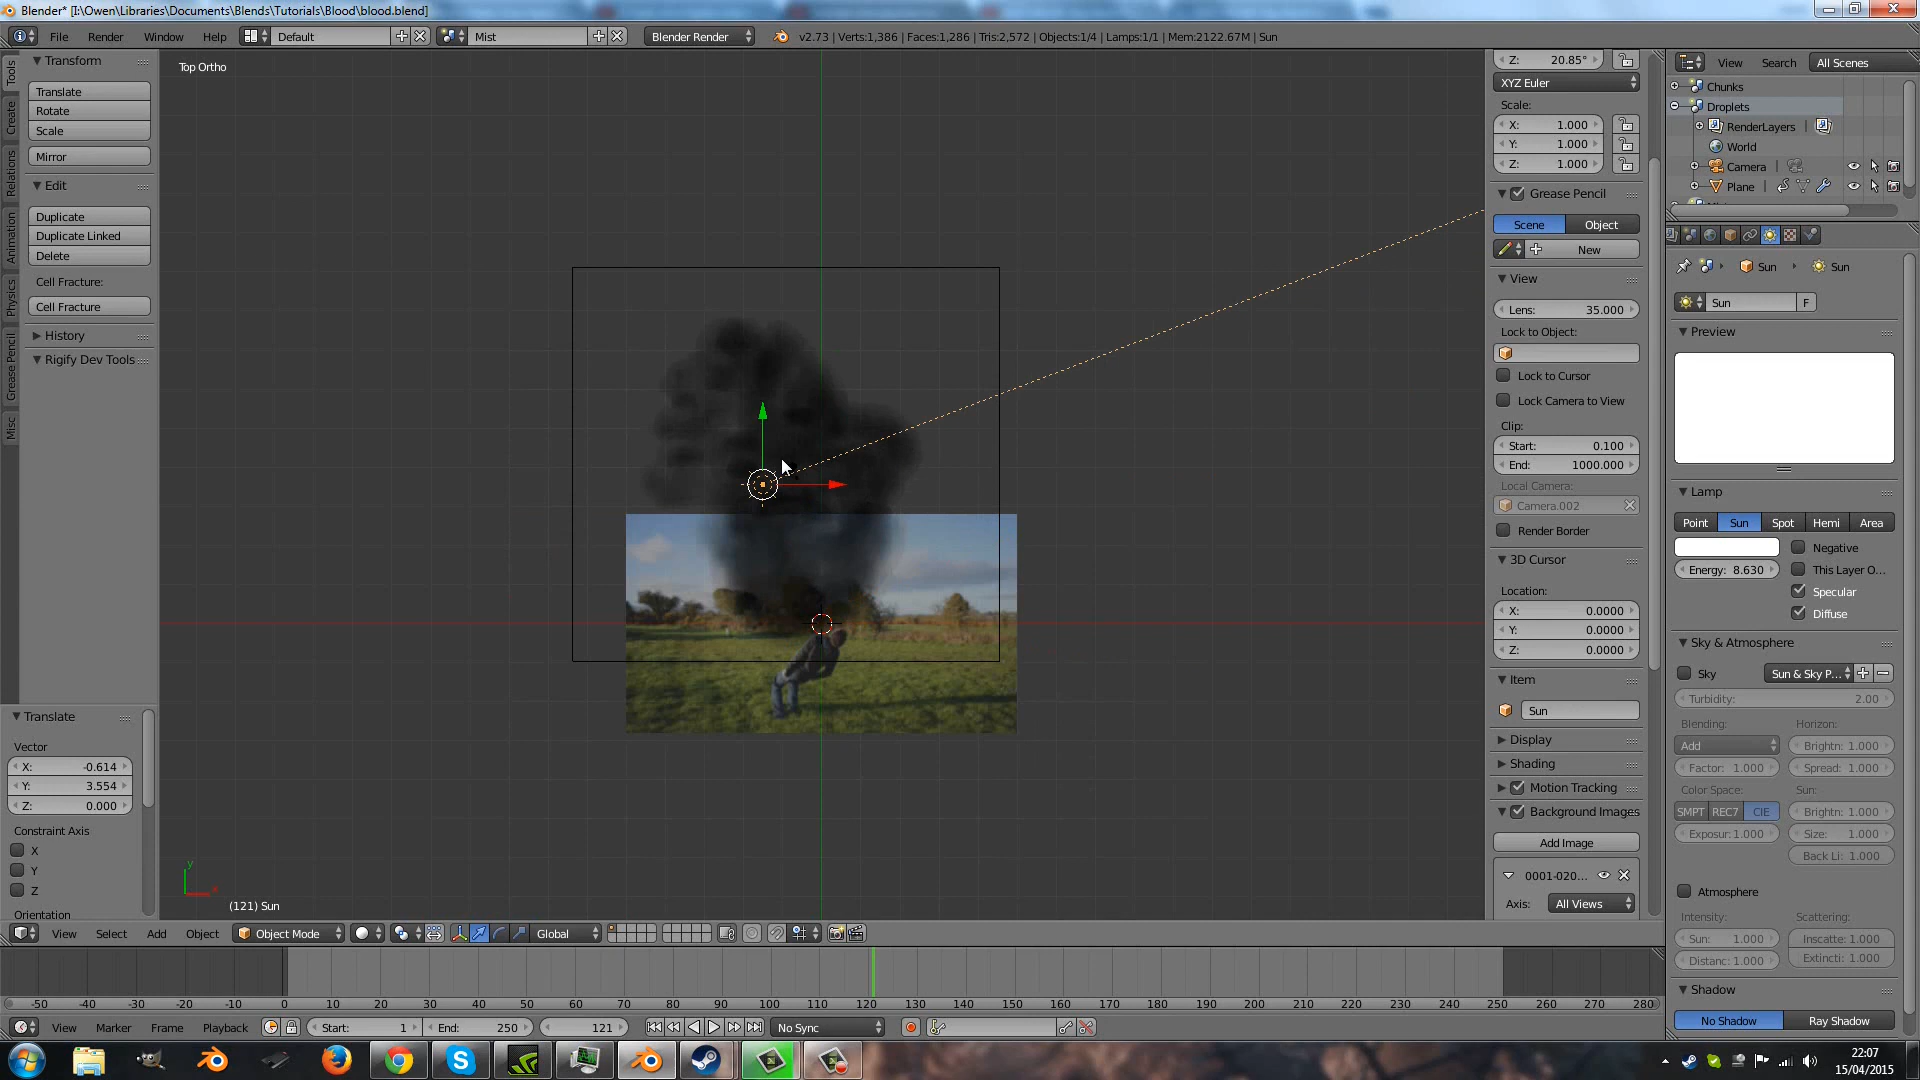 Blender* [I:\Owen\Libraries\Documents\Blends\Tutorials\Blood\blood.blend]
File Render Window Help Default Mist Blender Render v2.73 | Verts:1,386 | Faces:1,286 | Tris:2,572 | Objects:1/4 | Lamps:1/1 | Mem:2122.67M | Sun
Tools
Create
Relations
Animation
Physics
Grease Pencil
Misc
Transform
Translate
Rotate
Scale
Mirror
Edit
Duplicate
Duplicate Linked
Delete
Cell Fracture:
Cell Fracture
History
Rigify Dev Tools
Translate
Vector
X: -0.614
Y: 3.554
Z: 0.000
Constraint Axis
X
Y
Z
Orientation
Top Ortho
y
x
(121) Sun
Z: 20.85°
XYZ Euler
Scale:
X: 1.000
Y: 1.000
Z: 1.000
Grease Pencil
Scene Object
New
View
Lens: 35.000
Lock to Object:
Lock to Cursor
Lock Camera to View
Clip:
Start: 0.100
End: 1000.000
Local Camera:
Camera.002
Render Border
3D Cursor
Location:
X: 0.0000
Y: 0.0000
Z: 0.0000
Item
Sun
Display
Shading
Motion Tracking
Background Images
Add Image
0001-020...
Axis: All Views
View Search All Scenes
Chunks
Droplets
RenderLayers |
World
Camera |
Plane |
Sun Sun
Sun F
Preview
Lamp
Point Sun Spot Hemi Area
Negative
Energy: 8.630 This Layer O...
Specular
Diffuse
Sky & Atmosphere
Sky Sun & Sky P...
Turbidity: 2.00
Blending: Horizon:
Add Brightn: 1.000
Factor: 1.000 Spread: 1.000
Color Space: Sun:
SMPT REC7 CIE Brightn: 1.000
Exposur: 1.000 Size: 1.000
Back Li: 1.000
Atmosphere
Intensity: Scattering:
Sun: 1.000 Inscatte: 1.000
Distanc: 1.000 Extincti: 1.000
Shadow
No Shadow Ray Shadow
View Select Add Object Object Mode Global
-50 -40 -30 -20 -10 0 10 20 30 40 50 60 70 80 90 100 110 120 130 140 150 160 170 180 190 200 210 220 230 240 250 260 270 280
View Marker Frame Playback Start: 1 End: 250 121 No Sync
22:07
15/04/2015